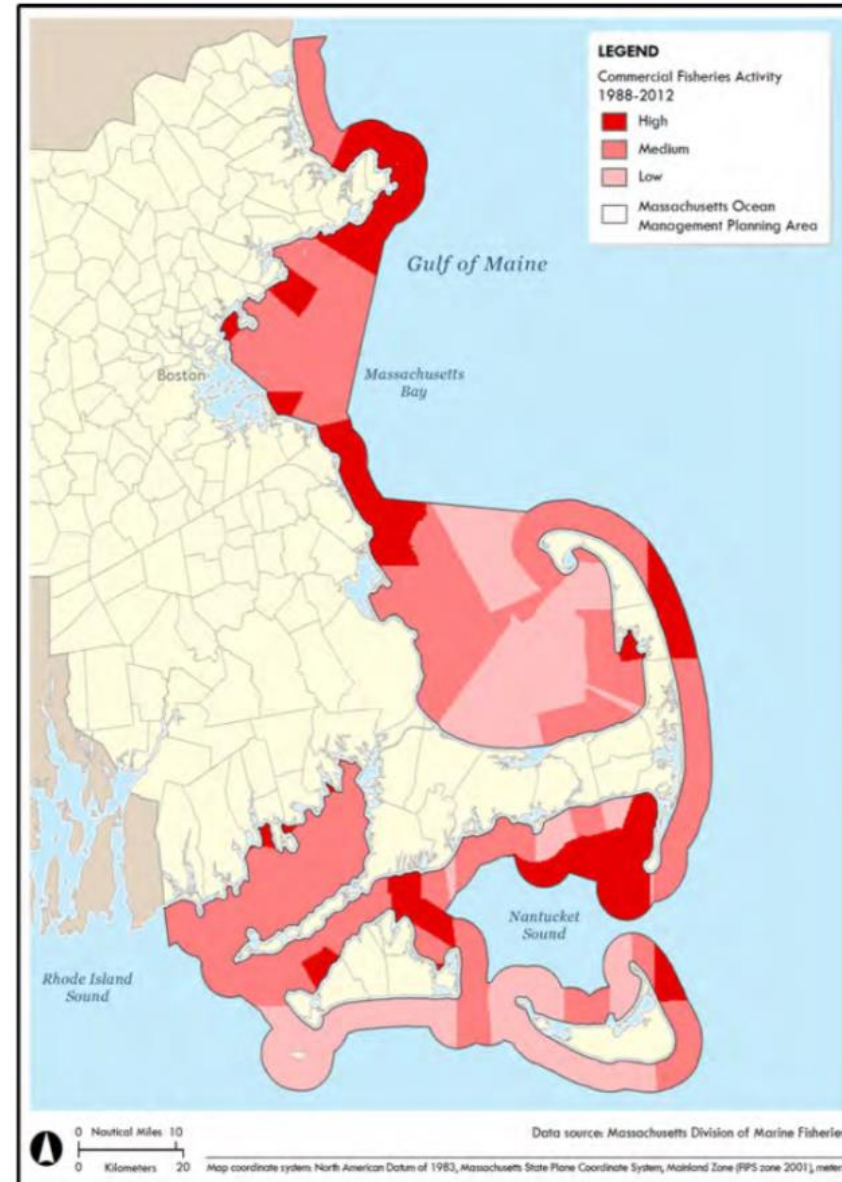 LEGEND
Commercial Fisheries Activity
1988-2012
High
Medium
Low
Massachusetts Ocean
Management Planning Area
Gulf of Maine
Massachusetts
Bay
Boston
Nantucket
Sound
Rhode Island
Sound
0 Nautical Miles 10
0 Kilometers 20
Data source: Massachusetts Division of Marine Fisheries
Map coordinate system: North American Datum of 1983, Massachusetts State Plane Coordinate System, Mainland Zone (FIPS zone 2001), meters